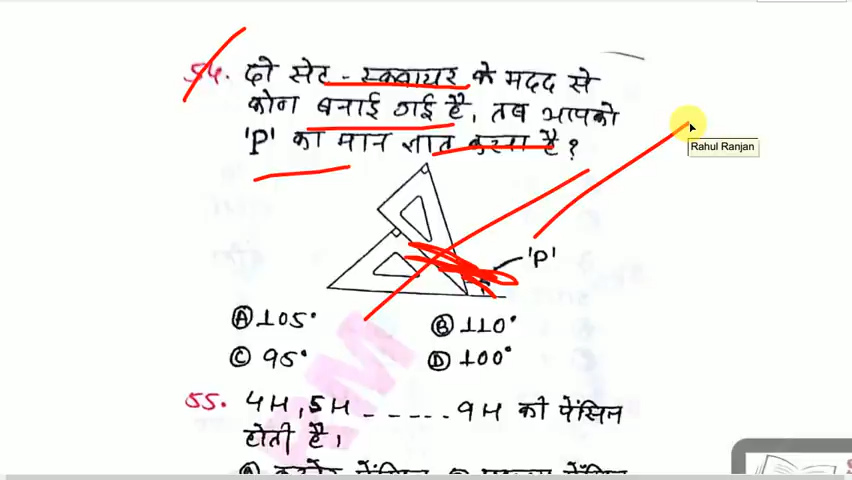 54. दो सेट - स्क्वायर के मदद से
कोण बनाई गई है, तब आपको
'P' का मान ज्ञात करना है?
Rahul Ranjan
'P'
Ⓐ 105° Ⓑ 110°
Ⓒ 95° Ⓓ 100°
55. 4H, 5H ------ 9H की पेंसिल
होती है।